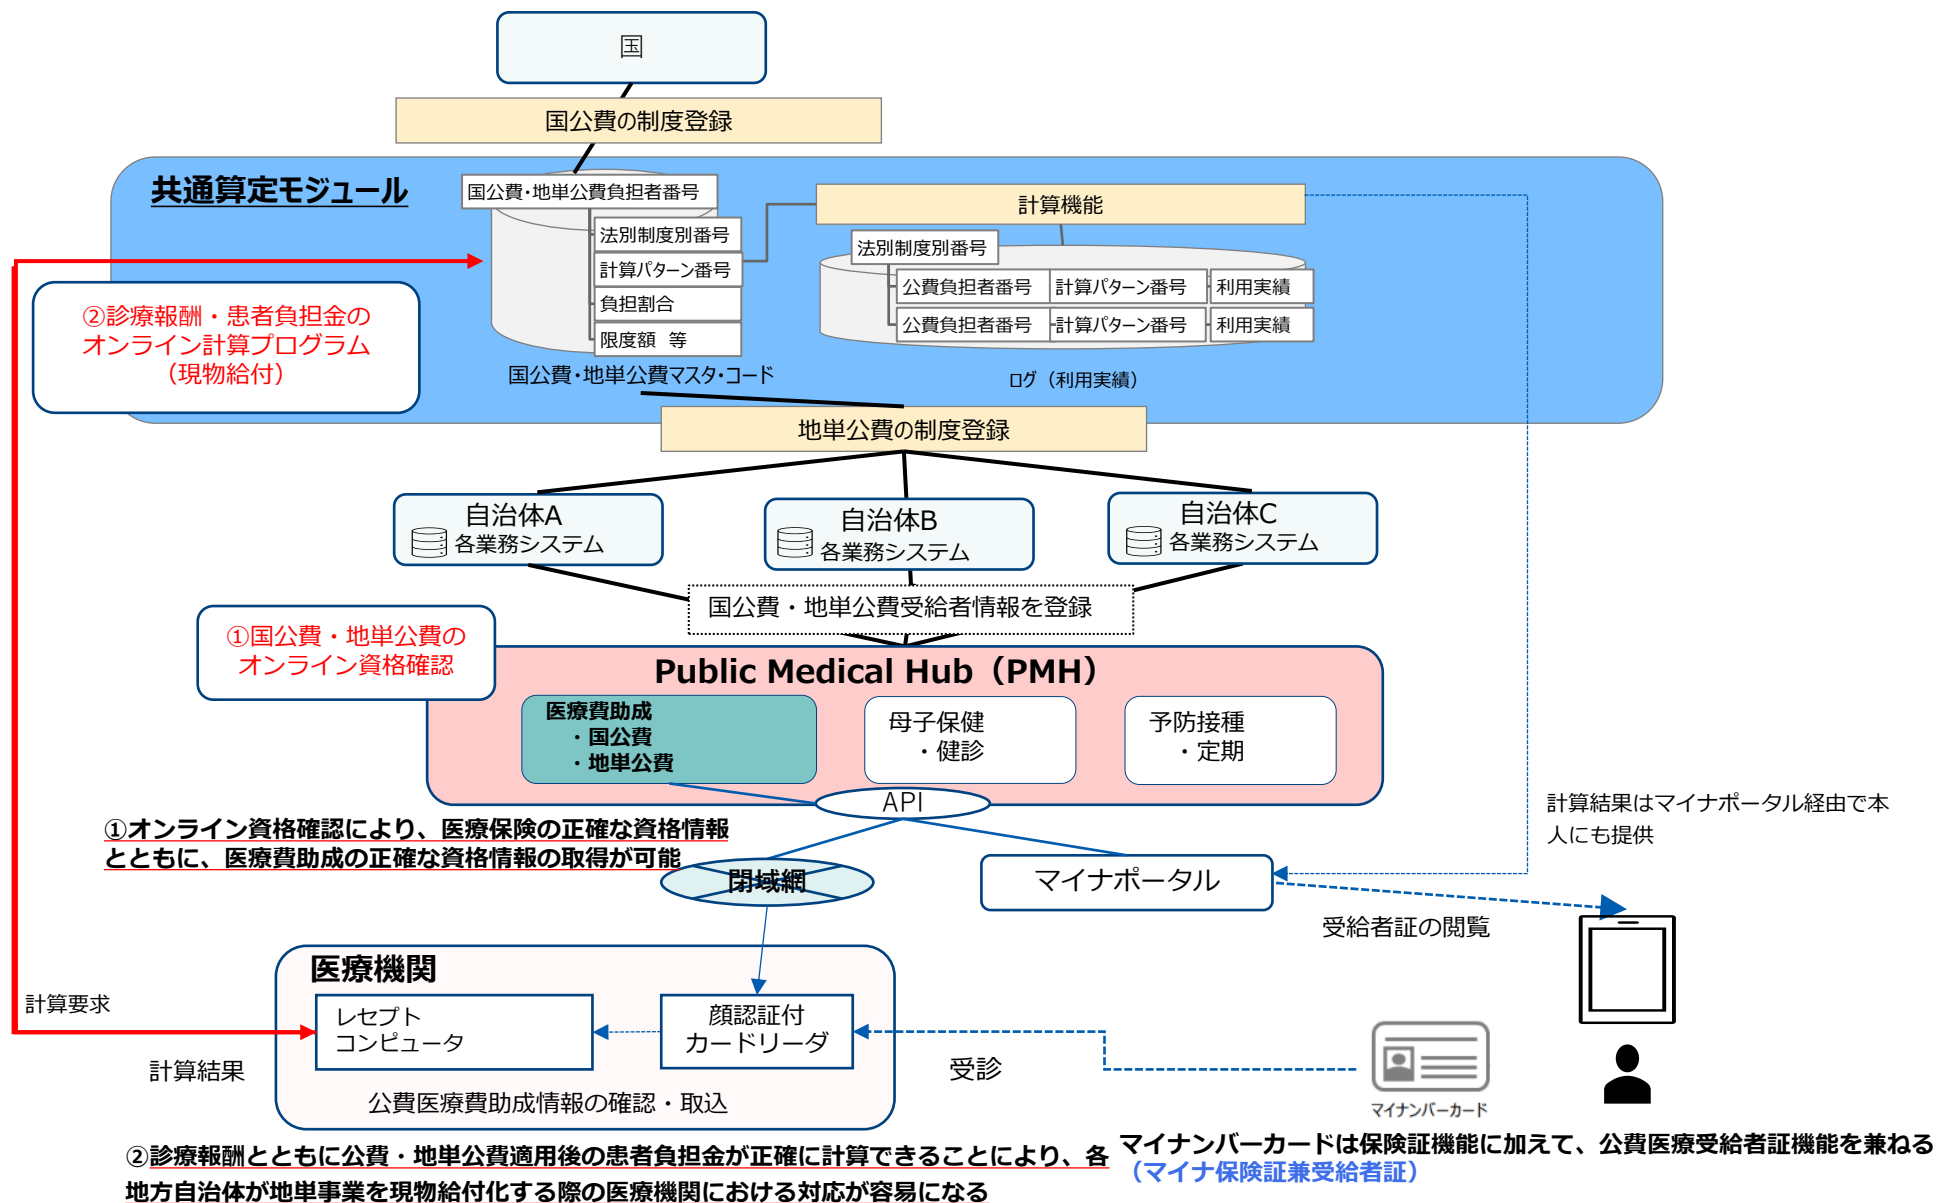 国
国公費の制度登録
共通算定モジュール
国公費・地単公費負担者番号
法別制度別番号
計算パターン番号
負担割合
限度額　等
国公費・地単公費マスタ・コード
計算機能
法別制度別番号
公費負担者番号 計算パターン番号 利用実績
公費負担者番号 計算パターン番号 利用実績
ログ（利用実績）
②診療報酬・患者負担金の
オンライン計算プログラム
（現物給付）
地単公費の制度登録
自治体A
各業務システム
自治体B
各業務システム
自治体C
各業務システム
国公費・地単公費受給者情報を登録
①国公費・地単公費の
オンライン資格確認
Public Medical Hub（PMH）
医療費助成
・国公費
・地単公費
母子保健
・健診
予防接種
・定期
API
①オンライン資格確認により、医療保険の正確な資格情報
とともに、医療費助成の正確な資格情報の取得が可能
閉域網
マイナポータル
計算結果はマイナポータル経由で本
人にも提供
受給者証の閲覧
医療機関
レセプト
コンピュータ
顔認証付
カードリーダ
公費医療費助成情報の確認・取込
計算要求
計算結果
受診
マイナンバーカード
②診療報酬とともに公費・地単公費適用後の患者負担金が正確に計算できることにより、各
地方自治体が地単事業を現物給付化する際の医療機関における対応が容易になる
マイナンバーカードは保険証機能に加えて、公費医療受給者証機能を兼ねる
（マイナ保険証兼受給者証）